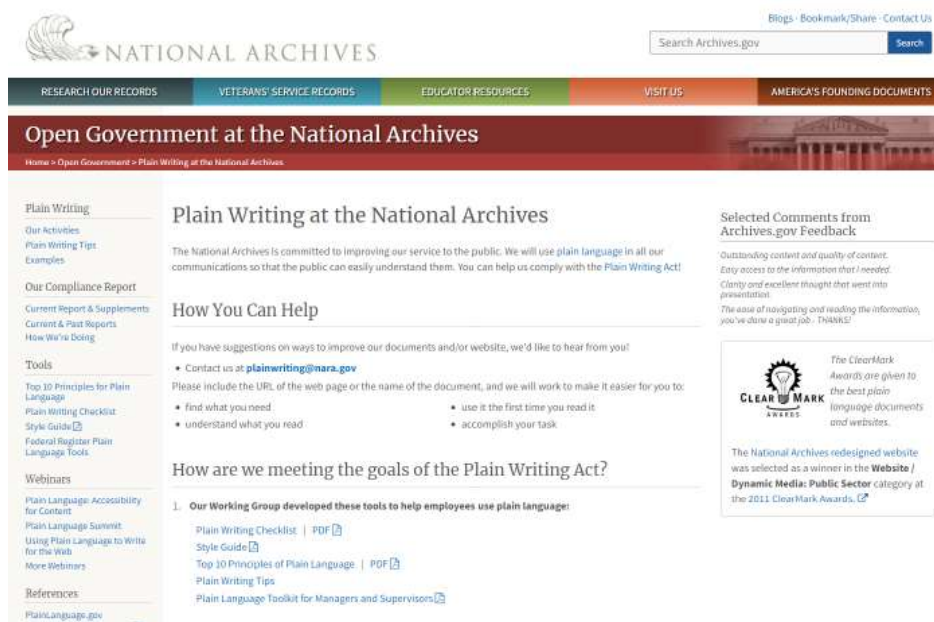 Blogs · Bookmark/Share · Contact Us
NATIONAL ARCHIVES
Search Archives.gov
Search
RESEARCH OUR RECORDS
VETERANS' SERVICE RECORDS
EDUCATOR RESOURCES
VISIT US
AMERICA'S FOUNDING DOCUMENTS
Open Government at the National Archives
Home > Open Government > Plain Writing at the National Archives
Plain Writing
Our Activities
Plain Writing Tips
Examples
Our Compliance Report
Current Report & Supplements
Current & Past Reports
How We're Doing
Tools
Top 10 Principles for Plain
Language
Plain Writing Checklist
Style Guide
Federal Register Plain
Language Tools
Webinars
Plain Language: Accessibility
for Content
Plain Language Summit
Using Plain Language to Write
for the Web
More Webinars
References
PlainLanguage.gov
Plain Writing at the National Archives
The National Archives is committed to improving our service to the public. We will use plain language in all our
communications so that the public can easily understand them. You can help us comply with the Plain Writing Act!
How You Can Help
If you have suggestions on ways to improve our documents and/or website, we'd like to hear from you!
• Contact us at plainwriting@nara.gov
Please include the URL of the web page or the name of the document, and we will work to make it easier for you to:
• find what you need
• understand what you read
• use it the first time you read it
• accomplish your task
How are we meeting the goals of the Plain Writing Act?
1. Our Working Group developed these tools to help employees use plain language:
Plain Writing Checklist | PDF
Style Guide
Top 10 Principles of Plain Language | PDF
Plain Writing Tips
Plain Language Toolkit for Managers and Supervisors
Selected Comments from
Archives.gov Feedback
Outstanding content and quality of content.
Easy access to the information that I needed.
Clarity and excellent thought that went into
presentation.
The ease of navigating and reading the information,
you've done a great job - THANKS!
CLEAR MARK
AWARDS
The ClearMark
Awards are given to
the best plain
language documents
and websites.
The National Archives redesigned website
was selected as a winner in the Website /
Dynamic Media: Public Sector category at
the 2011 ClearMark Awards.